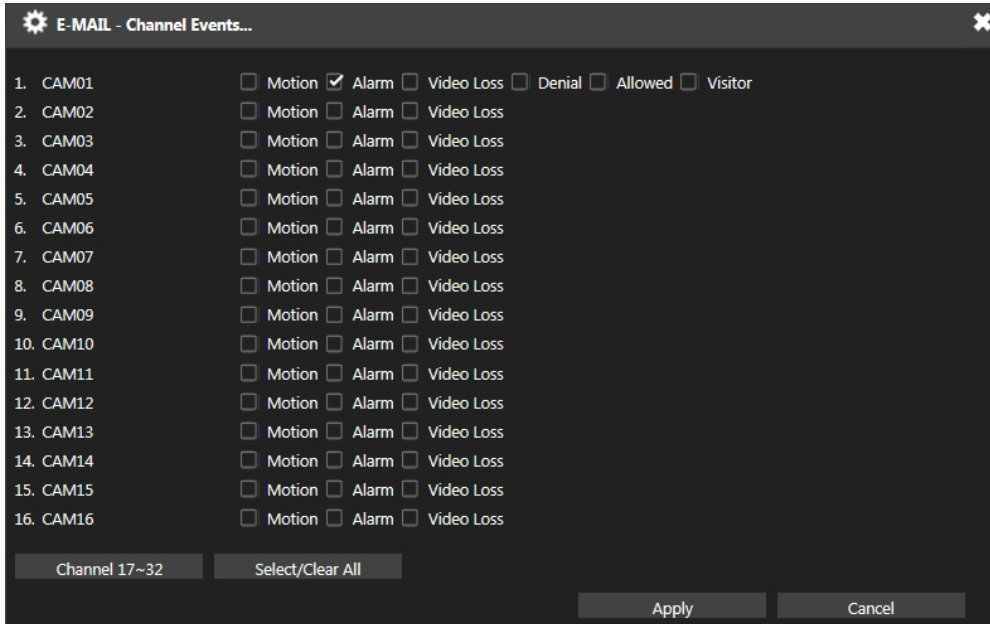 E-MAIL - Channel Events...
1. CAM01 Motion Alarm Video Loss Denial Allowed Visitor
2. CAM02 Motion Alarm Video Loss
3. CAM03 Motion Alarm Video Loss
4. CAM04 Motion Alarm Video Loss
5. CAM05 Motion Alarm Video Loss
6. CAM06 Motion Alarm Video Loss
7. CAM07 Motion Alarm Video Loss
8. CAM08 Motion Alarm Video Loss
9. CAM09 Motion Alarm Video Loss
10. CAM10 Motion Alarm Video Loss
11. CAM11 Motion Alarm Video Loss
12. CAM12 Motion Alarm Video Loss
13. CAM13 Motion Alarm Video Loss
14. CAM14 Motion Alarm Video Loss
15. CAM15 Motion Alarm Video Loss
16. CAM16 Motion Alarm Video Loss
Channel 17~32 Select/Clear All
Apply Cancel